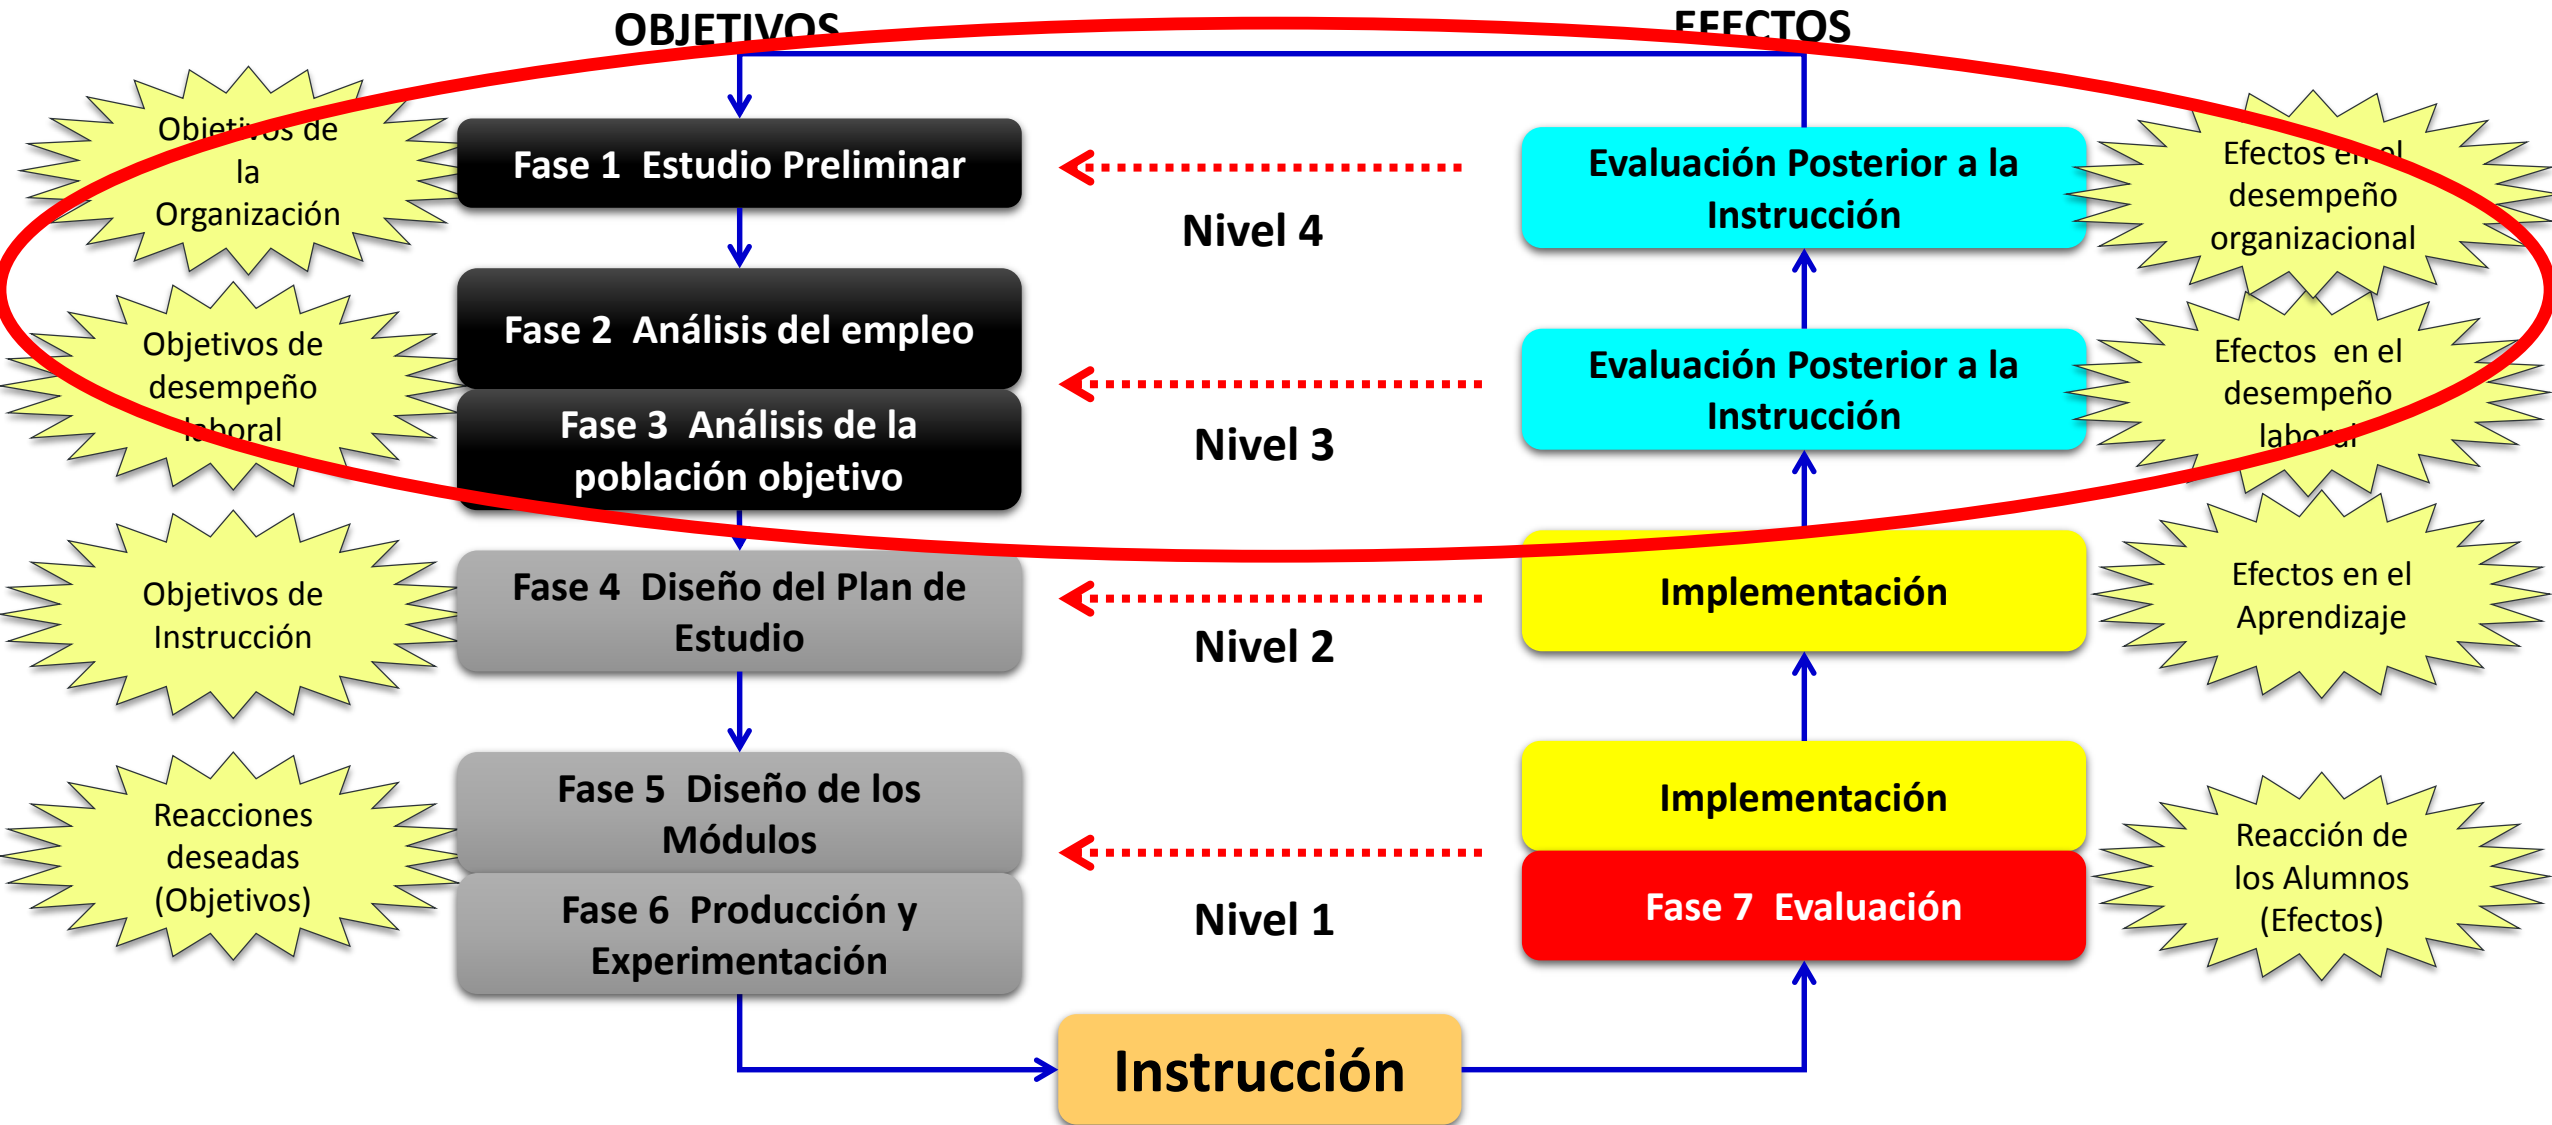 OBJETIVOS
EFECTOS
Objetivos de
la
Organización
Fase 1 Estudio Preliminar
Nivel 4
Evaluación Posterior a la
Instrucción
Efectos en el
desempeño
organizacional
Objetivos de
desempeño
laboral
Fase 2 Análisis del empleo
Fase 3 Análisis de la
población objetivo
Nivel 3
Evaluación Posterior a la
Instrucción
Efectos en el
desempeño
laboral
Objetivos de
Instrucción
Fase 4 Diseño del Plan de
Estudio
Nivel 2
Implementación
Efectos en el
Aprendizaje
Reacciones
deseadas
(Objetivos)
Fase 5 Diseño de los
Módulos
Fase 6 Producción y
Experimentación
Nivel 1
Implementación
Fase 7 Evaluación
Reacción de
los Alumnos
(Efectos)
Instrucción